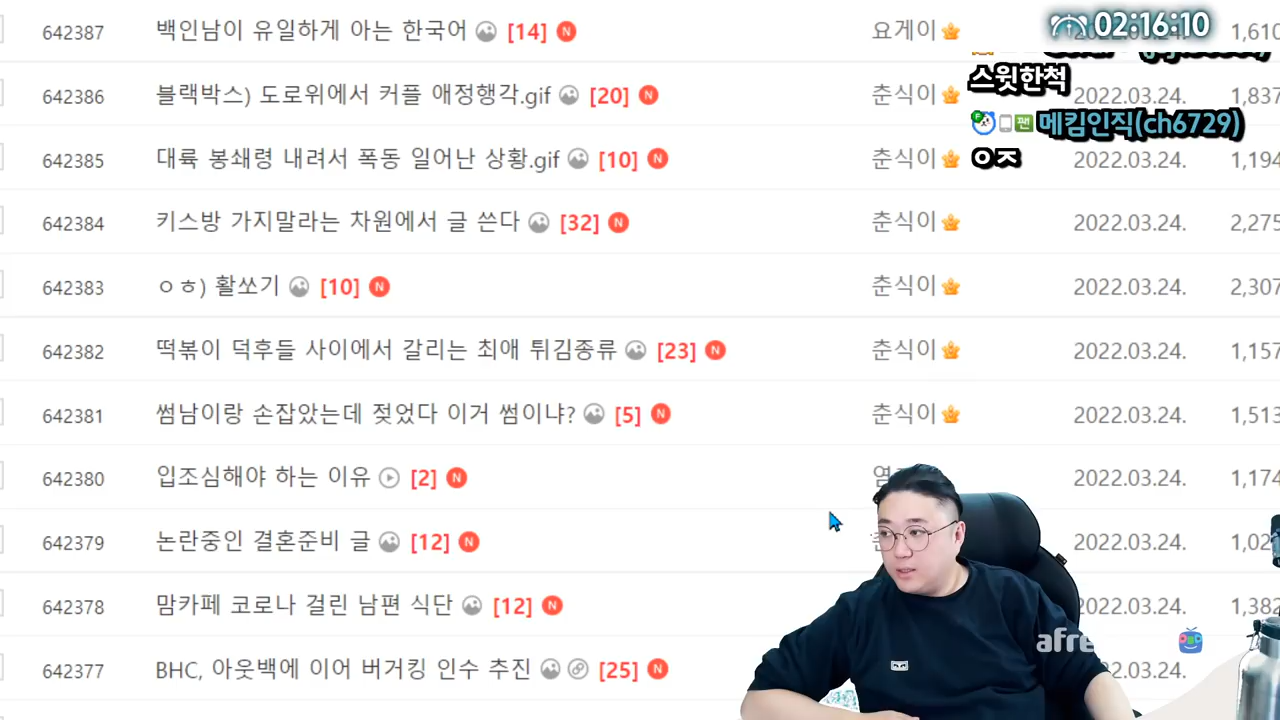 642387 백인남이 유일하게 아는 한국어 [14] N 요게이 1,610
02:16:10
642386 블랙박스) 도로위에서 커플 애정행각.gif [20] N 춘식이 2022.03.24. 1,837
스윗한척
메킴인직(ch6729)
642385 대륙 봉쇄령 내려서 폭동 일어난 상황.gif [10] N 춘식이 2022.03.24. 1,194
ㅇㅈ
642384 키스방 가지말라는 차원에서 글 쓴다 [32] N 춘식이 2022.03.24. 2,275
642383 ㅇㅎ) 활쏘기 [10] N 춘식이 2022.03.24. 2,307
642382 떡볶이 덕후들 사이에서 갈리는 최애 튀김종류 [23] N 춘식이 2022.03.24. 1,157
642381 썸남이랑 손잡았는데 젖었다 이거 썸이냐? [5] N 춘식이 2022.03.24. 1,513
642380 입조심해야 하는 이유 [2] N 2022.03.24. 1,174
642379 논란중인 결혼준비 글 [12] N 2022.03.24.
642378 맘카페 코로나 걸린 남편 식단 [12] N 2022.03.24. 1,382
afre
642377 BHC, 아웃백에 이어 버거킹 인수 추진 [25] N 2.03.24.